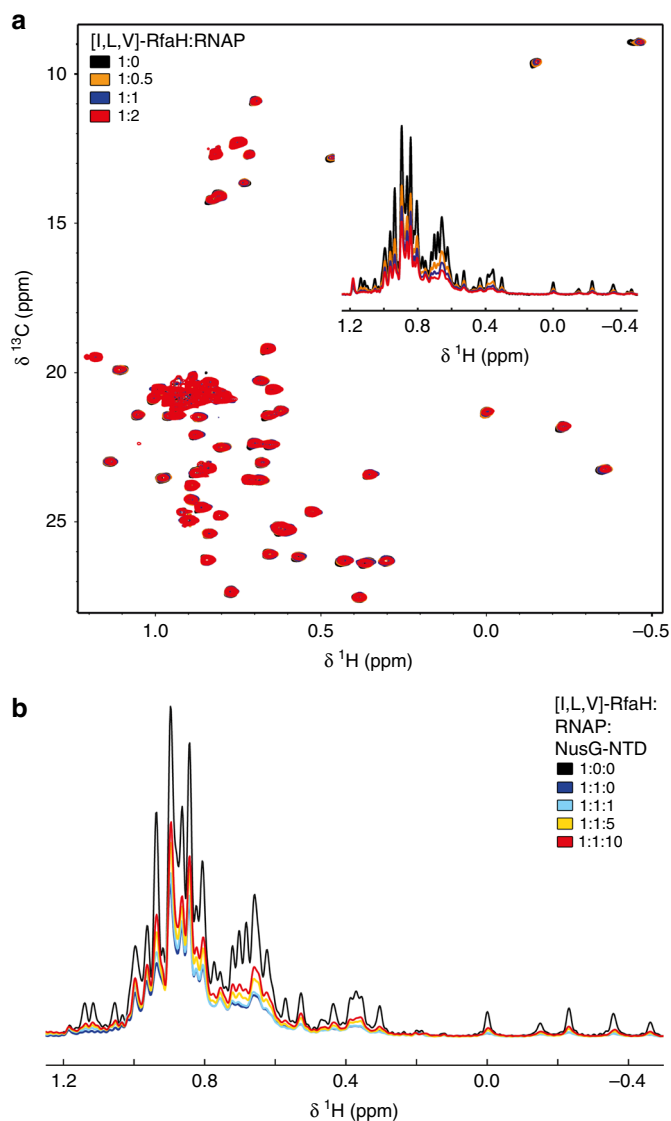 a
[I,L,V]-RfaH:RNAP
1:0
1:0.5
1:1
1:2
10
15
20
25
δ ¹³C (ppm)
1.2 0.8 0.4 0.0 –0.4
δ ¹H (ppm)
1.0 0.5 0.0 –0.5
δ ¹H (ppm)
b
[I,L,V]-RfaH:
RNAP:
NusG-NTD
1:0:0
1:1:0
1:1:1
1:1:5
1:1:10
1.2 0.8 0.4 0.0 –0.4
δ ¹H (ppm)